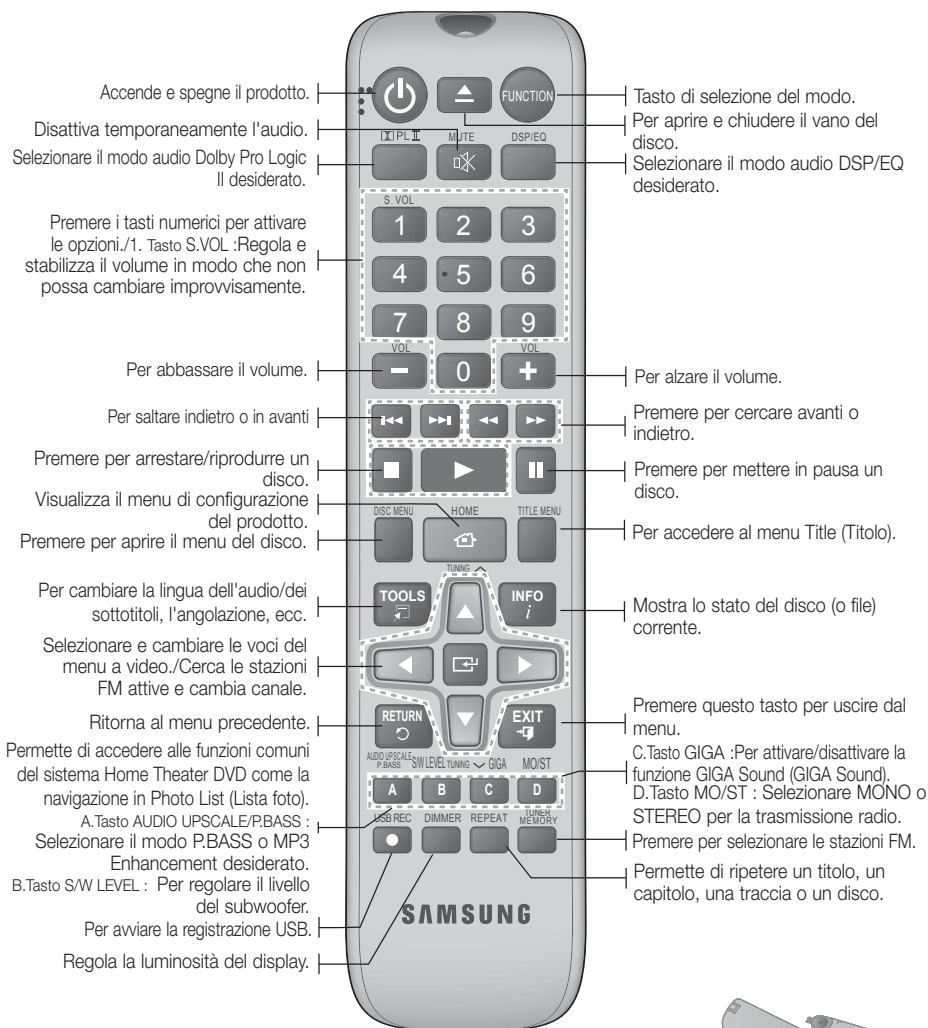 Accende e spegne il prodotto.
Disattiva temporaneamente l'audio.
Selezionare il modo audio Dolby Pro Logic
II desiderato.
Premere i tasti numerici per attivare
le opzioni./1. Tasto S.VOL :Regola e
stabilizza il volume in modo che non
possa cambiare improvvisamente.
Per abbassare il volume.
Per saltare indietro o in avanti
Premere per arrestare/riprodurre un
disco.
Visualizza il menu di configurazione
del prodotto.
Premere per aprire il menu del disco.
Per cambiare la lingua dell'audio/dei
sottotitoli, l'angolazione, ecc.
Selezionare e cambiare le voci del
menu a video./Cerca le stazioni
FM attive e cambia canale.
Ritorna al menu precedente.
Permette di accedere alle funzioni comuni
del sistema Home Theater DVD come la
navigazione in Photo List (Lista foto).
A.Tasto AUDIO UPSCALE/P.BASS :
Selezionare il modo P.BASS o MP3
Enhancement desiderato.
B.Tasto S/W LEVEL : Per regolare il livello
del subwoofer.
Per avviare la registrazione USB.
Regola la luminosità del display.
FUNCTION
PL II MUTE DSP/EQ
S.VOL
1 2 3
4 5 6
7 8 9
VOL VOL
0
DISC MENU HOME TITLE MENU
TUNING
TOOLS INFO
i
RETURN EXIT
AUDIO UPSCALE
P.BASS S/W LEVEL TUNING GIGA MO/ST
A B C D
USB REC DIMMER REPEAT TUNER
MEMORY
SAMSUNG
Tasto di selezione del modo.
Per aprire e chiudere il vano del
disco.
Selezionare il modo audio DSP/EQ
desiderato.
Per alzare il volume.
Premere per cercare avanti o
indietro.
Premere per mettere in pausa un
disco.
Per accedere al menu Title (Titolo).
Mostra lo stato del disco (o file)
corrente.
Premere questo tasto per uscire dal
menu.
C.Tasto GIGA :Per attivare/disattivare la
funzione GIGA Sound (GIGA Sound).
D.Tasto MO/ST : Selezionare MONO o
STEREO per la trasmissione radio.
Premere per selezionare le stazioni FM.
Permette di ripetere un titolo, un
capitolo, una traccia o un disco.